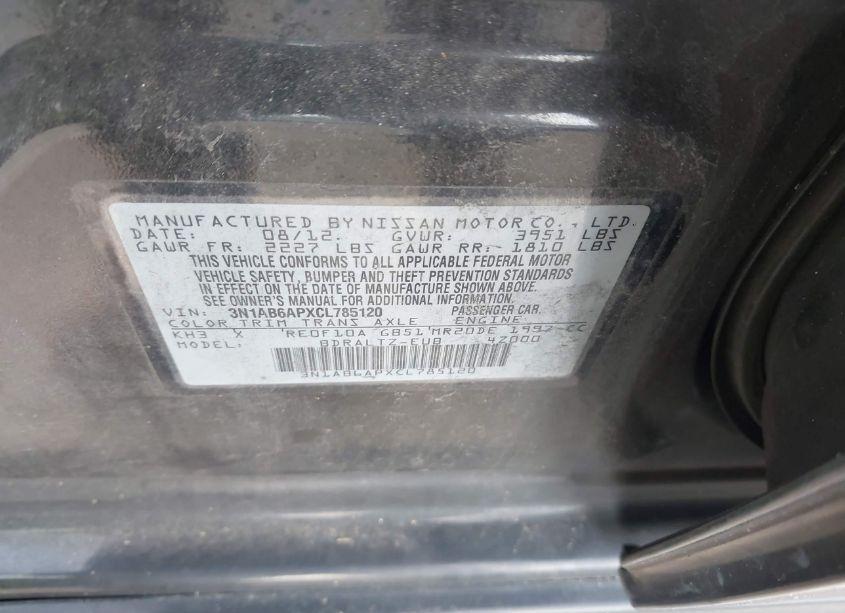 MANUFACTURED BY NISSAN MOTOR CO., LTD.
DATE: 08/12 GVWR: 3951 LBS
GAWR FR: 2227 LBS GAWR RR: 1810 LBS
THIS VEHICLE CONFORMS TO ALL APPLICABLE FEDERAL MOTOR
VEHICLE SAFETY, BUMPER AND THEFT PREVENTION STANDARDS
IN EFFECT ON THE DATE OF MANUFACTURE SHOWN ABOVE.
SEE OWNER'S MANUAL FOR ADDITIONAL INFORMATION.
VIN: 3N1AB6APXCL785120 PASSENGER CAR.
COLOR TRIM TRANS AXLE ENGINE
KH3 X RE0F10A GB51 MR20DE 1997 CC
MODEL: BDRALTZ-EUB 4Z000
3N1AB6APXCL785120